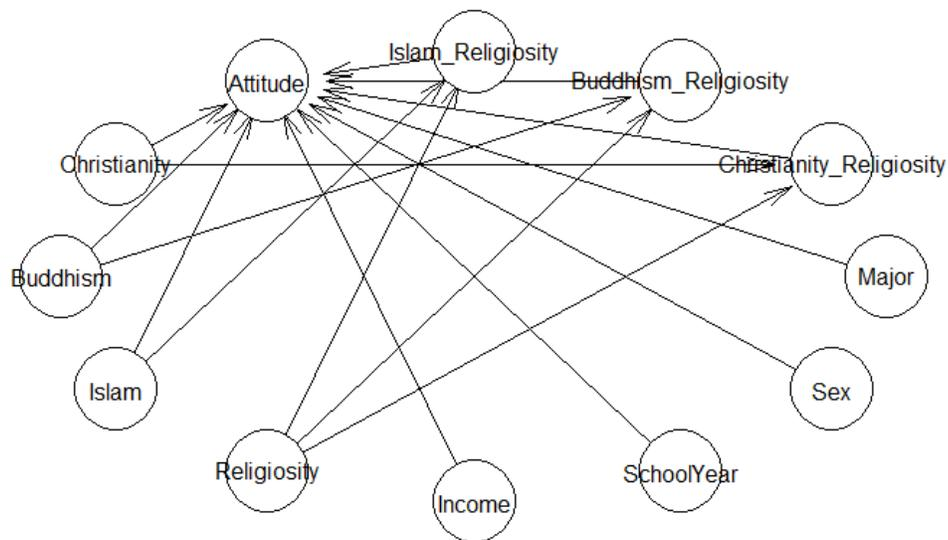 Islam_Religiosity
Attitude
Buddhism_Religiosity
Christianity
Christianity_Religiosity
Buddhism
Major
Islam
Sex
Religiosity
SchoolYear
Income